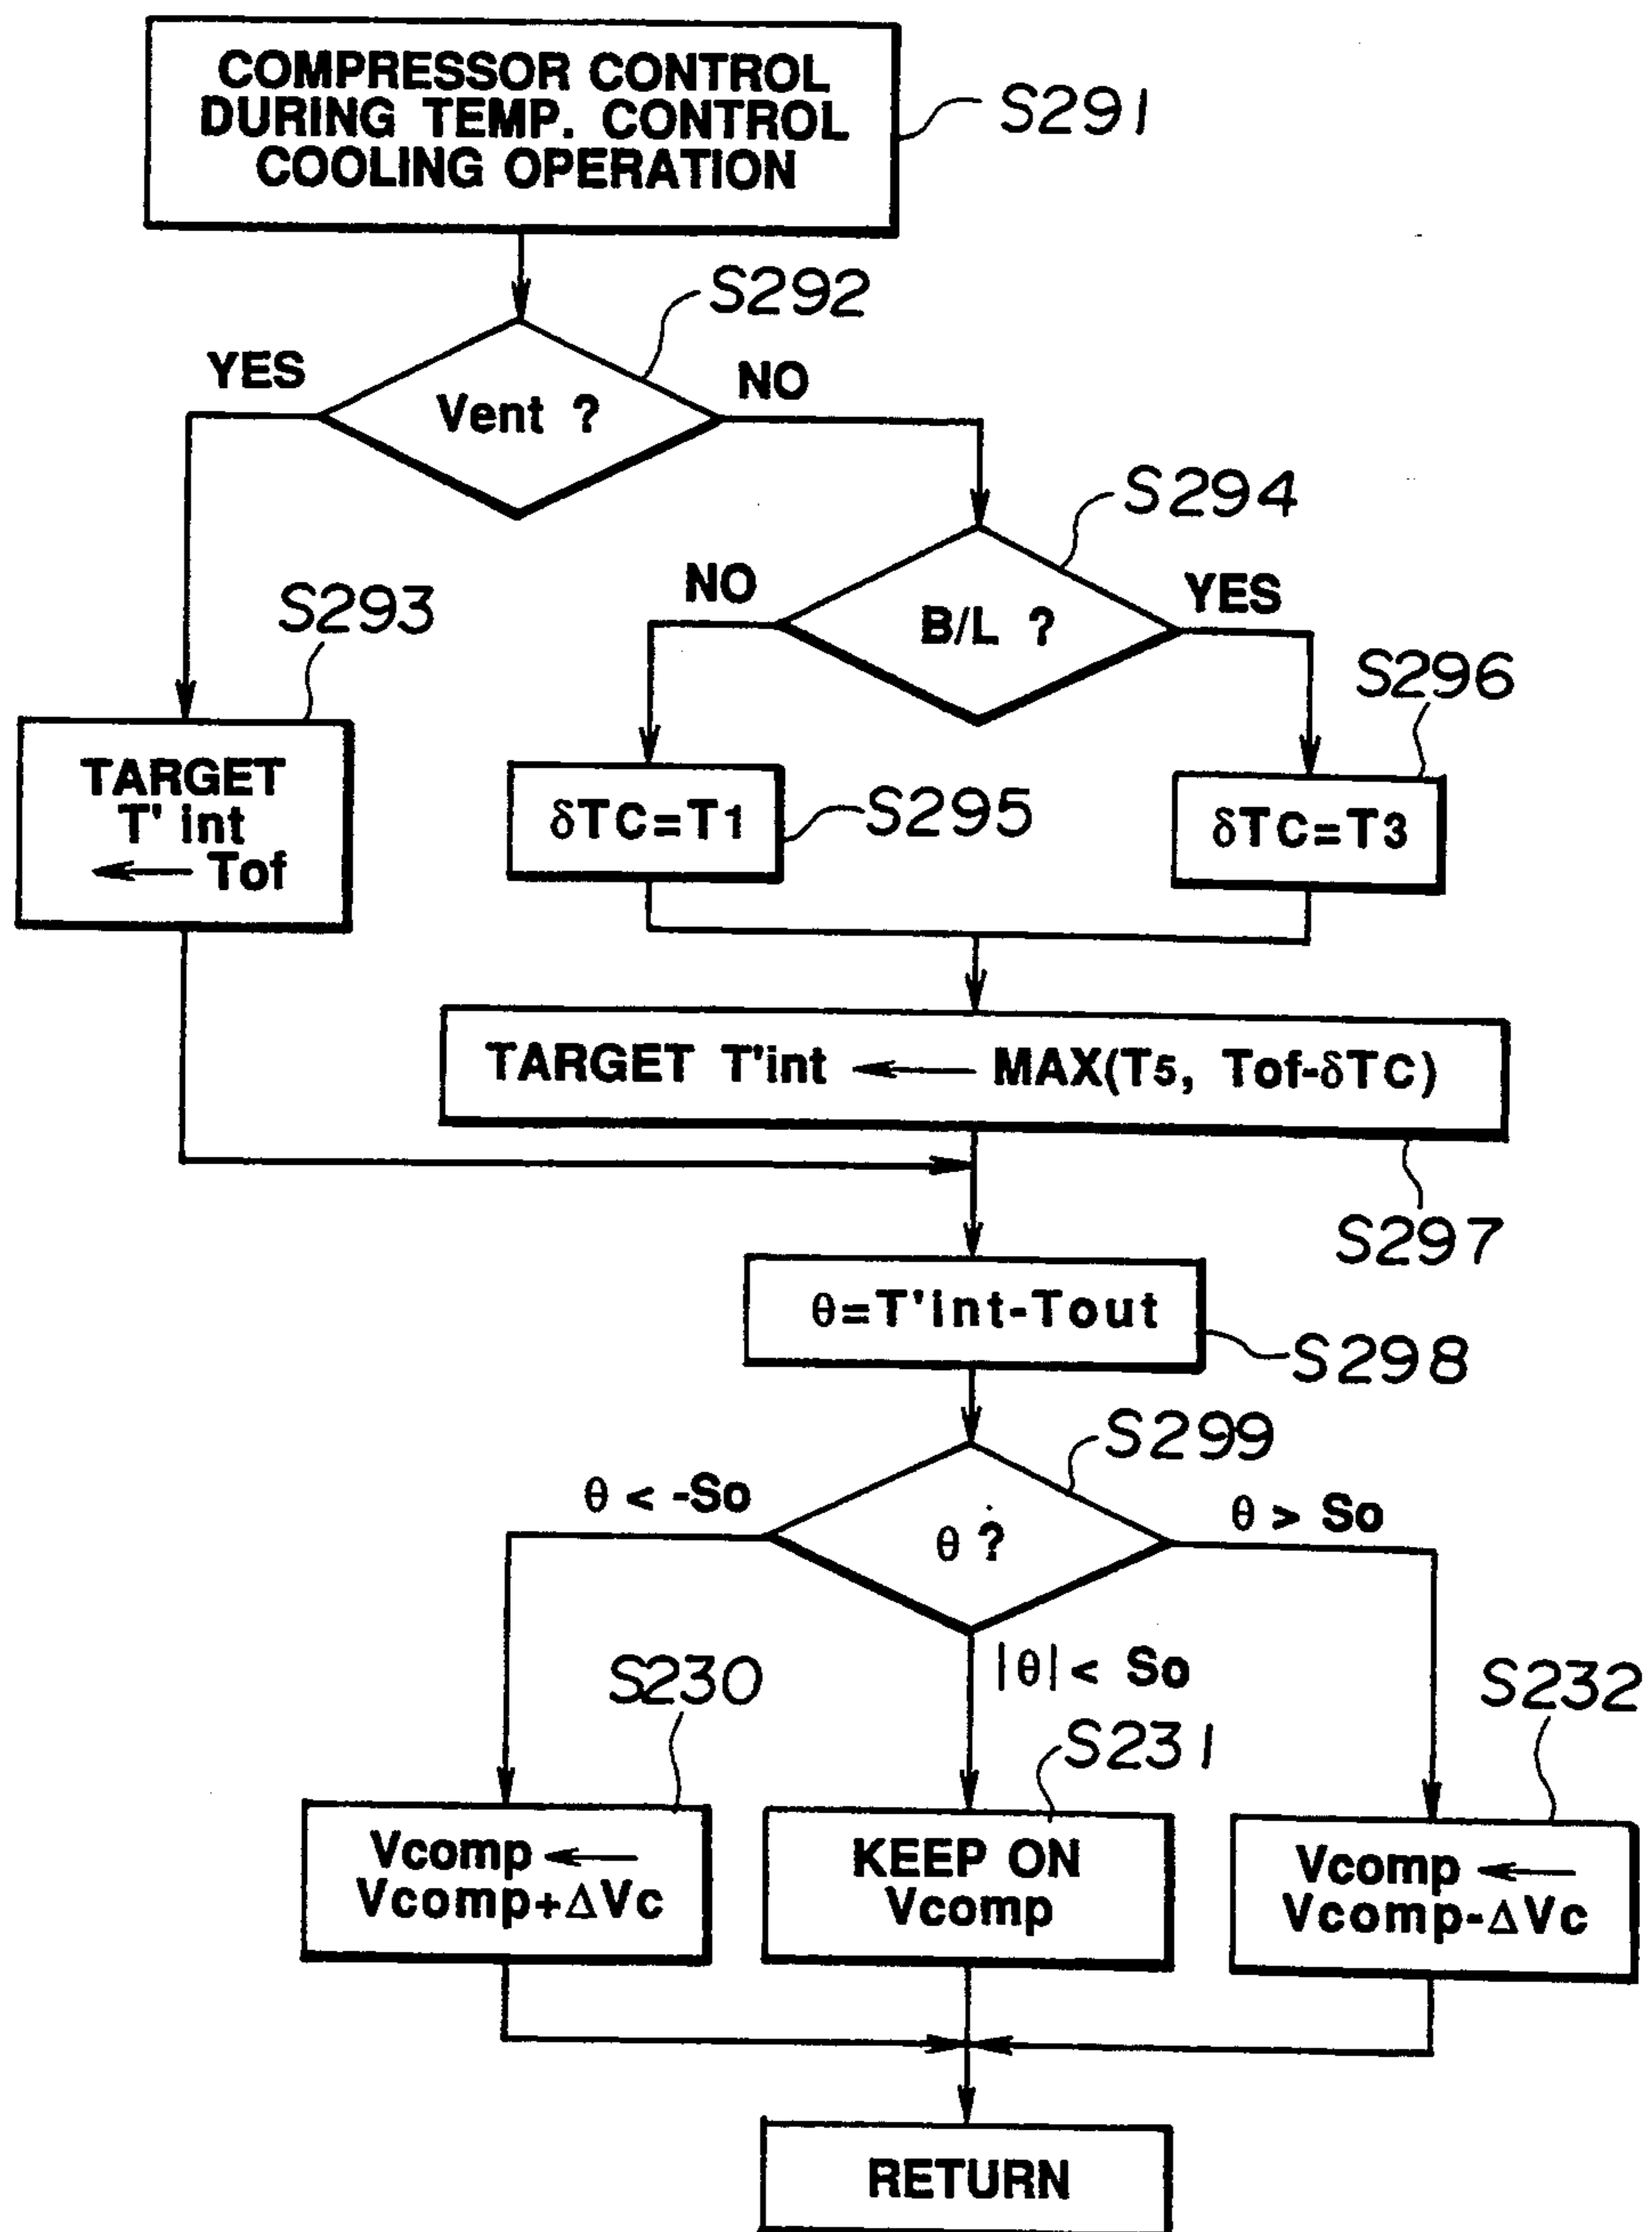 COMPRESSOR CONTROL
DURING TEMP. CONTROL
COOLING OPERATION
S291
S292
YES
Vent ?
NO
S294
NO
B/L ?
YES
S293
S296
TARGET
T' int
← Tof
δTC=T1
S295
δTC=T3
TARGET T'int ← MAX(T5, Tof-δTC)
S297
θ=T'int-Tout
S298
S299
θ < -So
θ ?
θ > So
|θ| < So
S230
S231
S232
Vcomp ←
Vcomp+ΔVc
KEEP ON
Vcomp
Vcomp ←
Vcomp-ΔVc
RETURN